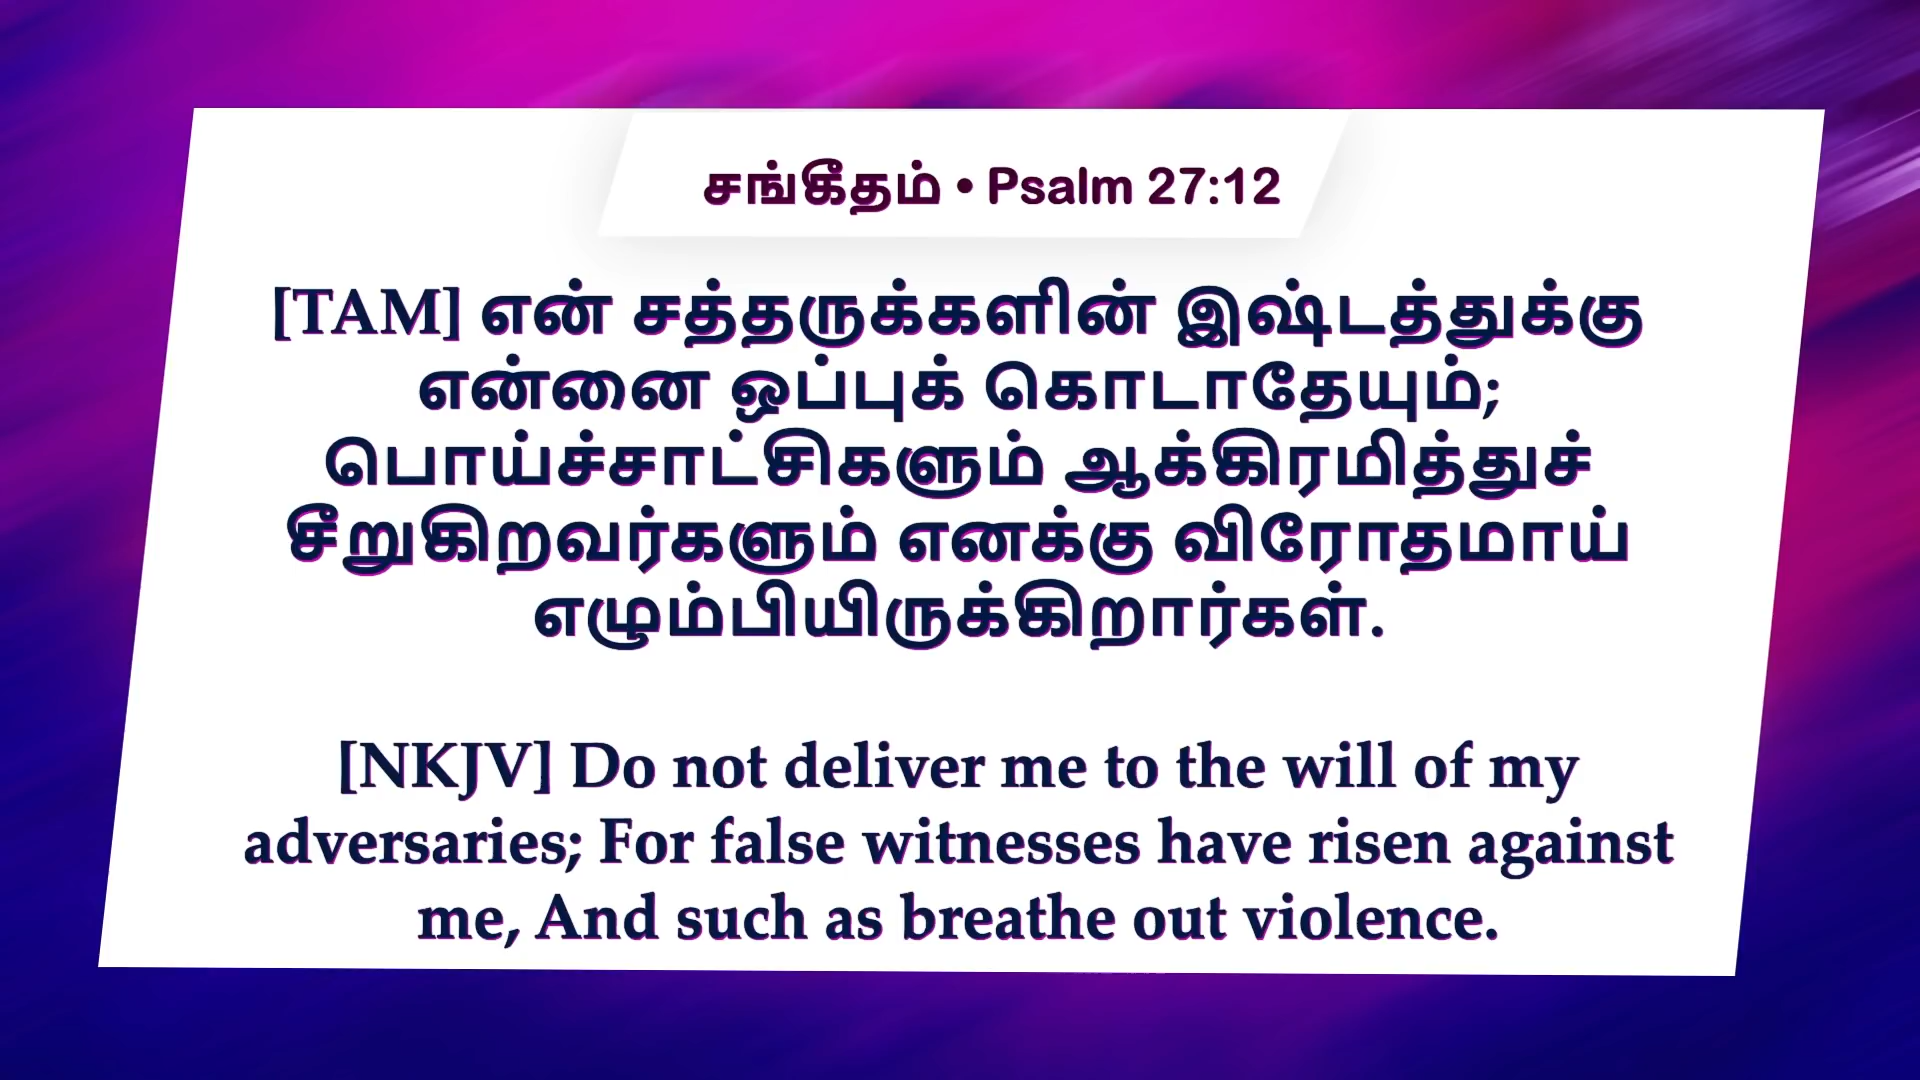 சங்கீதம் • Psalm 27:12
[TAM] என் சத்தருக்களின் இஷ்டத்துக்கு
என்னை ஒப்புக் கொடாதேயும்;
பொய்ச்சாட்சிகளும் ஆக்கிரமித்துச்
சீறுகிறவர்களும் எனக்கு விரோதமாய்
எழும்பியிருக்கிறார்கள்.
[NKJV] Do not deliver me to the will of my
adversaries; For false witnesses have risen against
me, And such as breathe out violence.